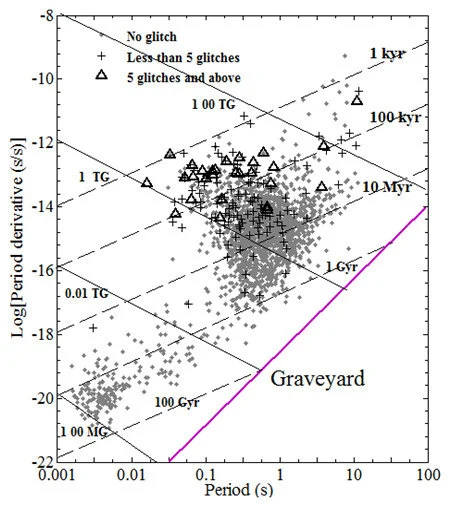 -8
-10
-12
-14
-16
-18
-20
-22
Log[Period derivative (s/s)]
No glitch
Less than 5 glitches
5 glitches and above
1 kyr
1 00 TG
100 kyr
1 TG
10 Myr
1 Gyr
0.01 TG
Graveyard
100 Gyr
1 00 MG
0.001 0.01 0.1 1 10 100
Period (s)